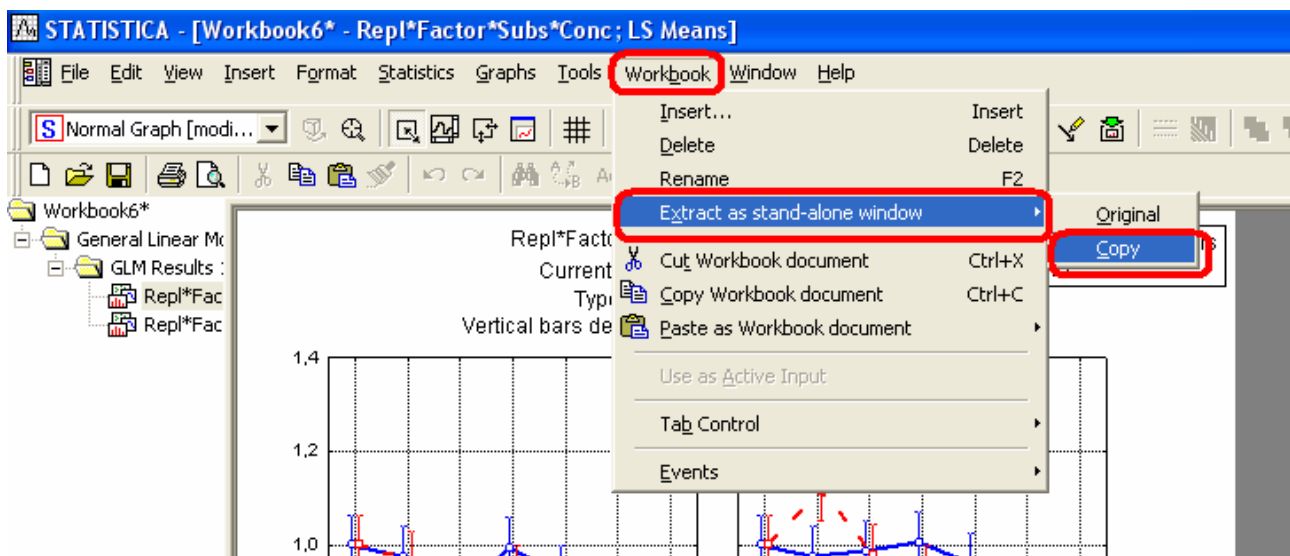 STATISTICA - [Workbook6* - Repl*Factor*Subs*Conc; LS Means]
File Edit View Insert Format Statistics Graphs Tools Workbook Window Help
Normal Graph [modi...
Insert... Insert
Delete Delete
Rename F2
Extract as stand-alone window
Original
Copy
Cut Workbook document Ctrl+X
Copy Workbook document Ctrl+C
Paste as Workbook document
Use as Active Input
Tab Control
Events
Workbook6*
General Linear Mo
GLM Results
Repl*Fac
Repl*Fac
Repl*Facto
Current
Vertical bars de
1,4
1,2
1,0